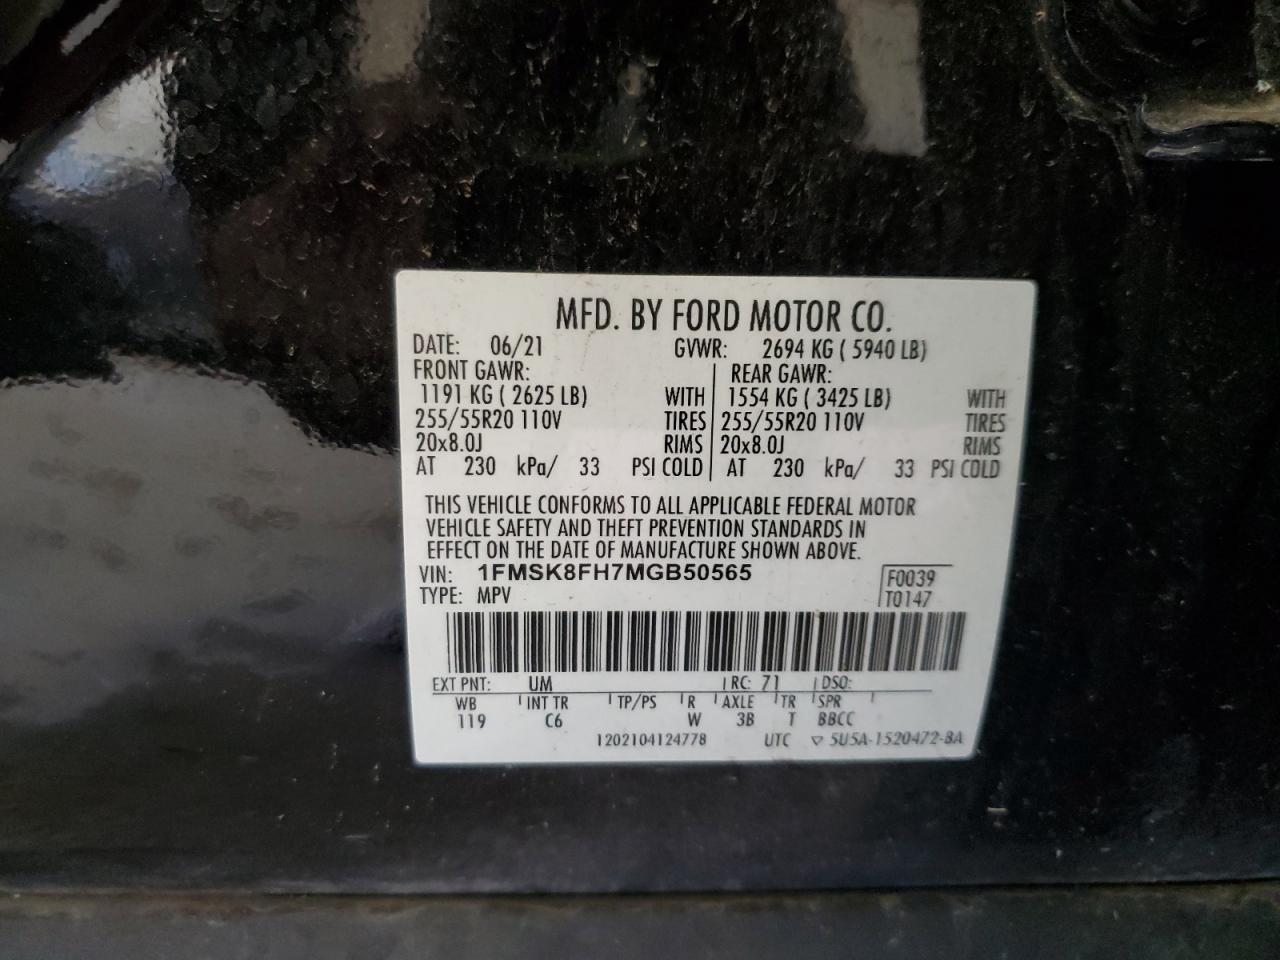 MFD. BY FORD MOTOR CO.
DATE: 06/21 GVWR: 2694 KG ( 5940 LB)
FRONT GAWR: REAR GAWR:
1191 KG ( 2625 LB) WITH 1554 KG ( 3425 LB) WITH
255/55R20 110V TIRES 255/55R20 110V TIRES
20x8.0J RIMS 20x8.0J RIMS
AT 230 kPa/ 33 PSI COLD AT 230 kPa/ 33 PSI COLD
THIS VEHICLE CONFORMS TO ALL APPLICABLE FEDERAL MOTOR
VEHICLE SAFETY AND THEFT PREVENTION STANDARDS IN
EFFECT ON THE DATE OF MANUFACTURE SHOWN ABOVE.
VIN: 1FMSK8FH7MGB50565 F0039
TYPE: MPV T0147
EXT PNT: UM RC: 71 DSO:
WB INT TR TP/PS R AXLE TR SPR
119 C6 W 3B T BBCC
1202104124778 UTC ▽ 5U5A-1520472-BA